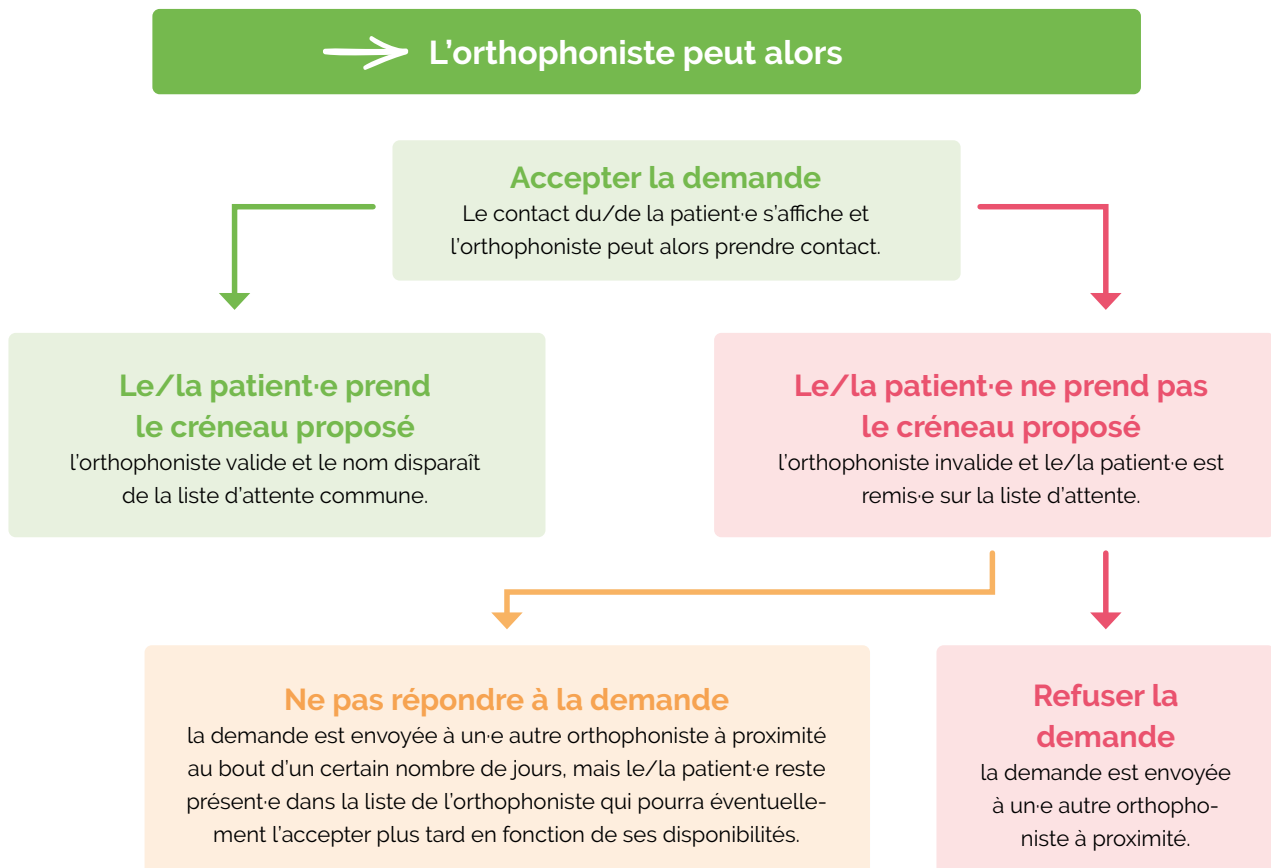 L'orthophoniste peut alors
Accepter la demande
Le contact du/de la patient·e s'affiche et
l'orthophoniste peut alors prendre contact.
Le/la patient·e prend
le créneau proposé
l'orthophoniste valide et le nom disparaît
de la liste d'attente commune.
Le/la patient·e ne prend pas
le créneau proposé
l'orthophoniste invalide et le/la patient·e est
remis·e sur la liste d'attente.
Ne pas répondre à la demande
la demande est envoyée à un·e autre orthophoniste à proximité
au bout d'un certain nombre de jours, mais le/la patient·e reste
présent·e dans la liste de l'orthophoniste qui pourra éventuelle-
ment l'accepter plus tard en fonction de ses disponibilités.
Refuser la
demande
la demande est envoyée
à un·e autre orthopho-
niste à proximité.